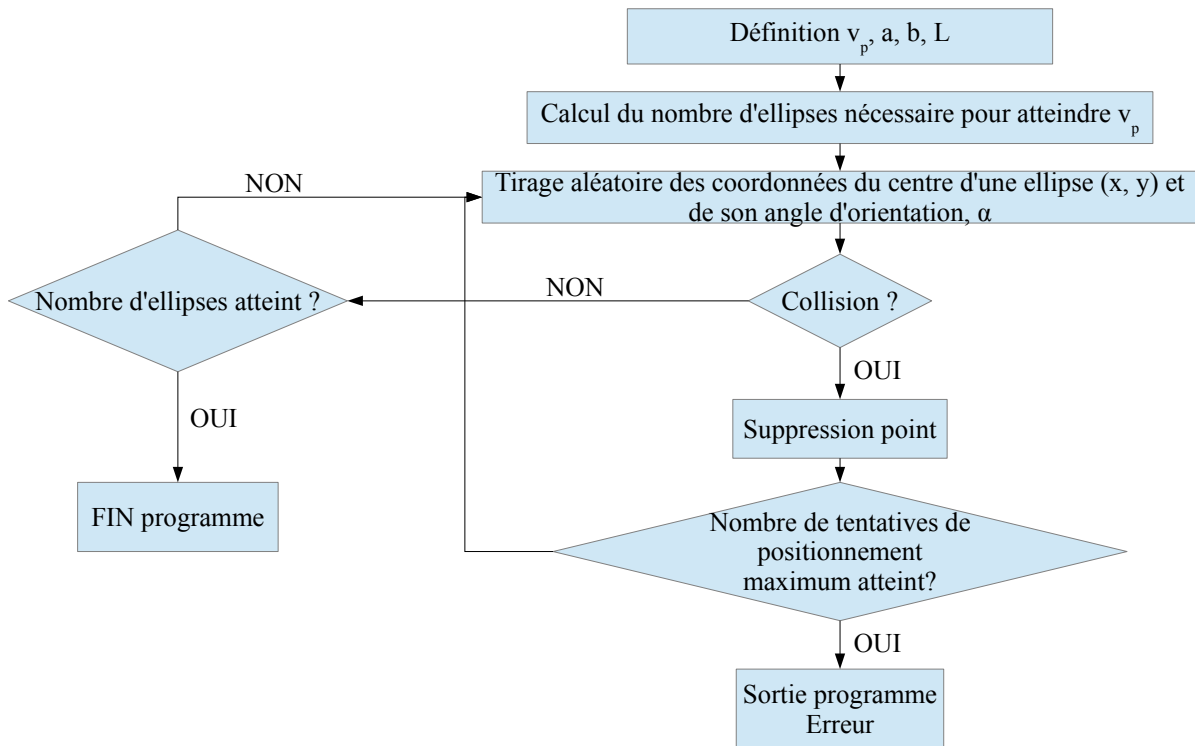 Définition v_p, a, b, L
Calcul du nombre d'ellipses nécessaire pour atteindre v_p
NON
Tirage aléatoire des coordonnées du centre d'une ellipse (x, y) et
de son angle d'orientation, α
Nombre d'ellipses atteint ?
NON
Collision ?
OUI
OUI
Suppression point
FIN programme
Nombre de tentatives de
positionnement
maximum atteint?
OUI
Sortie programme
Erreur